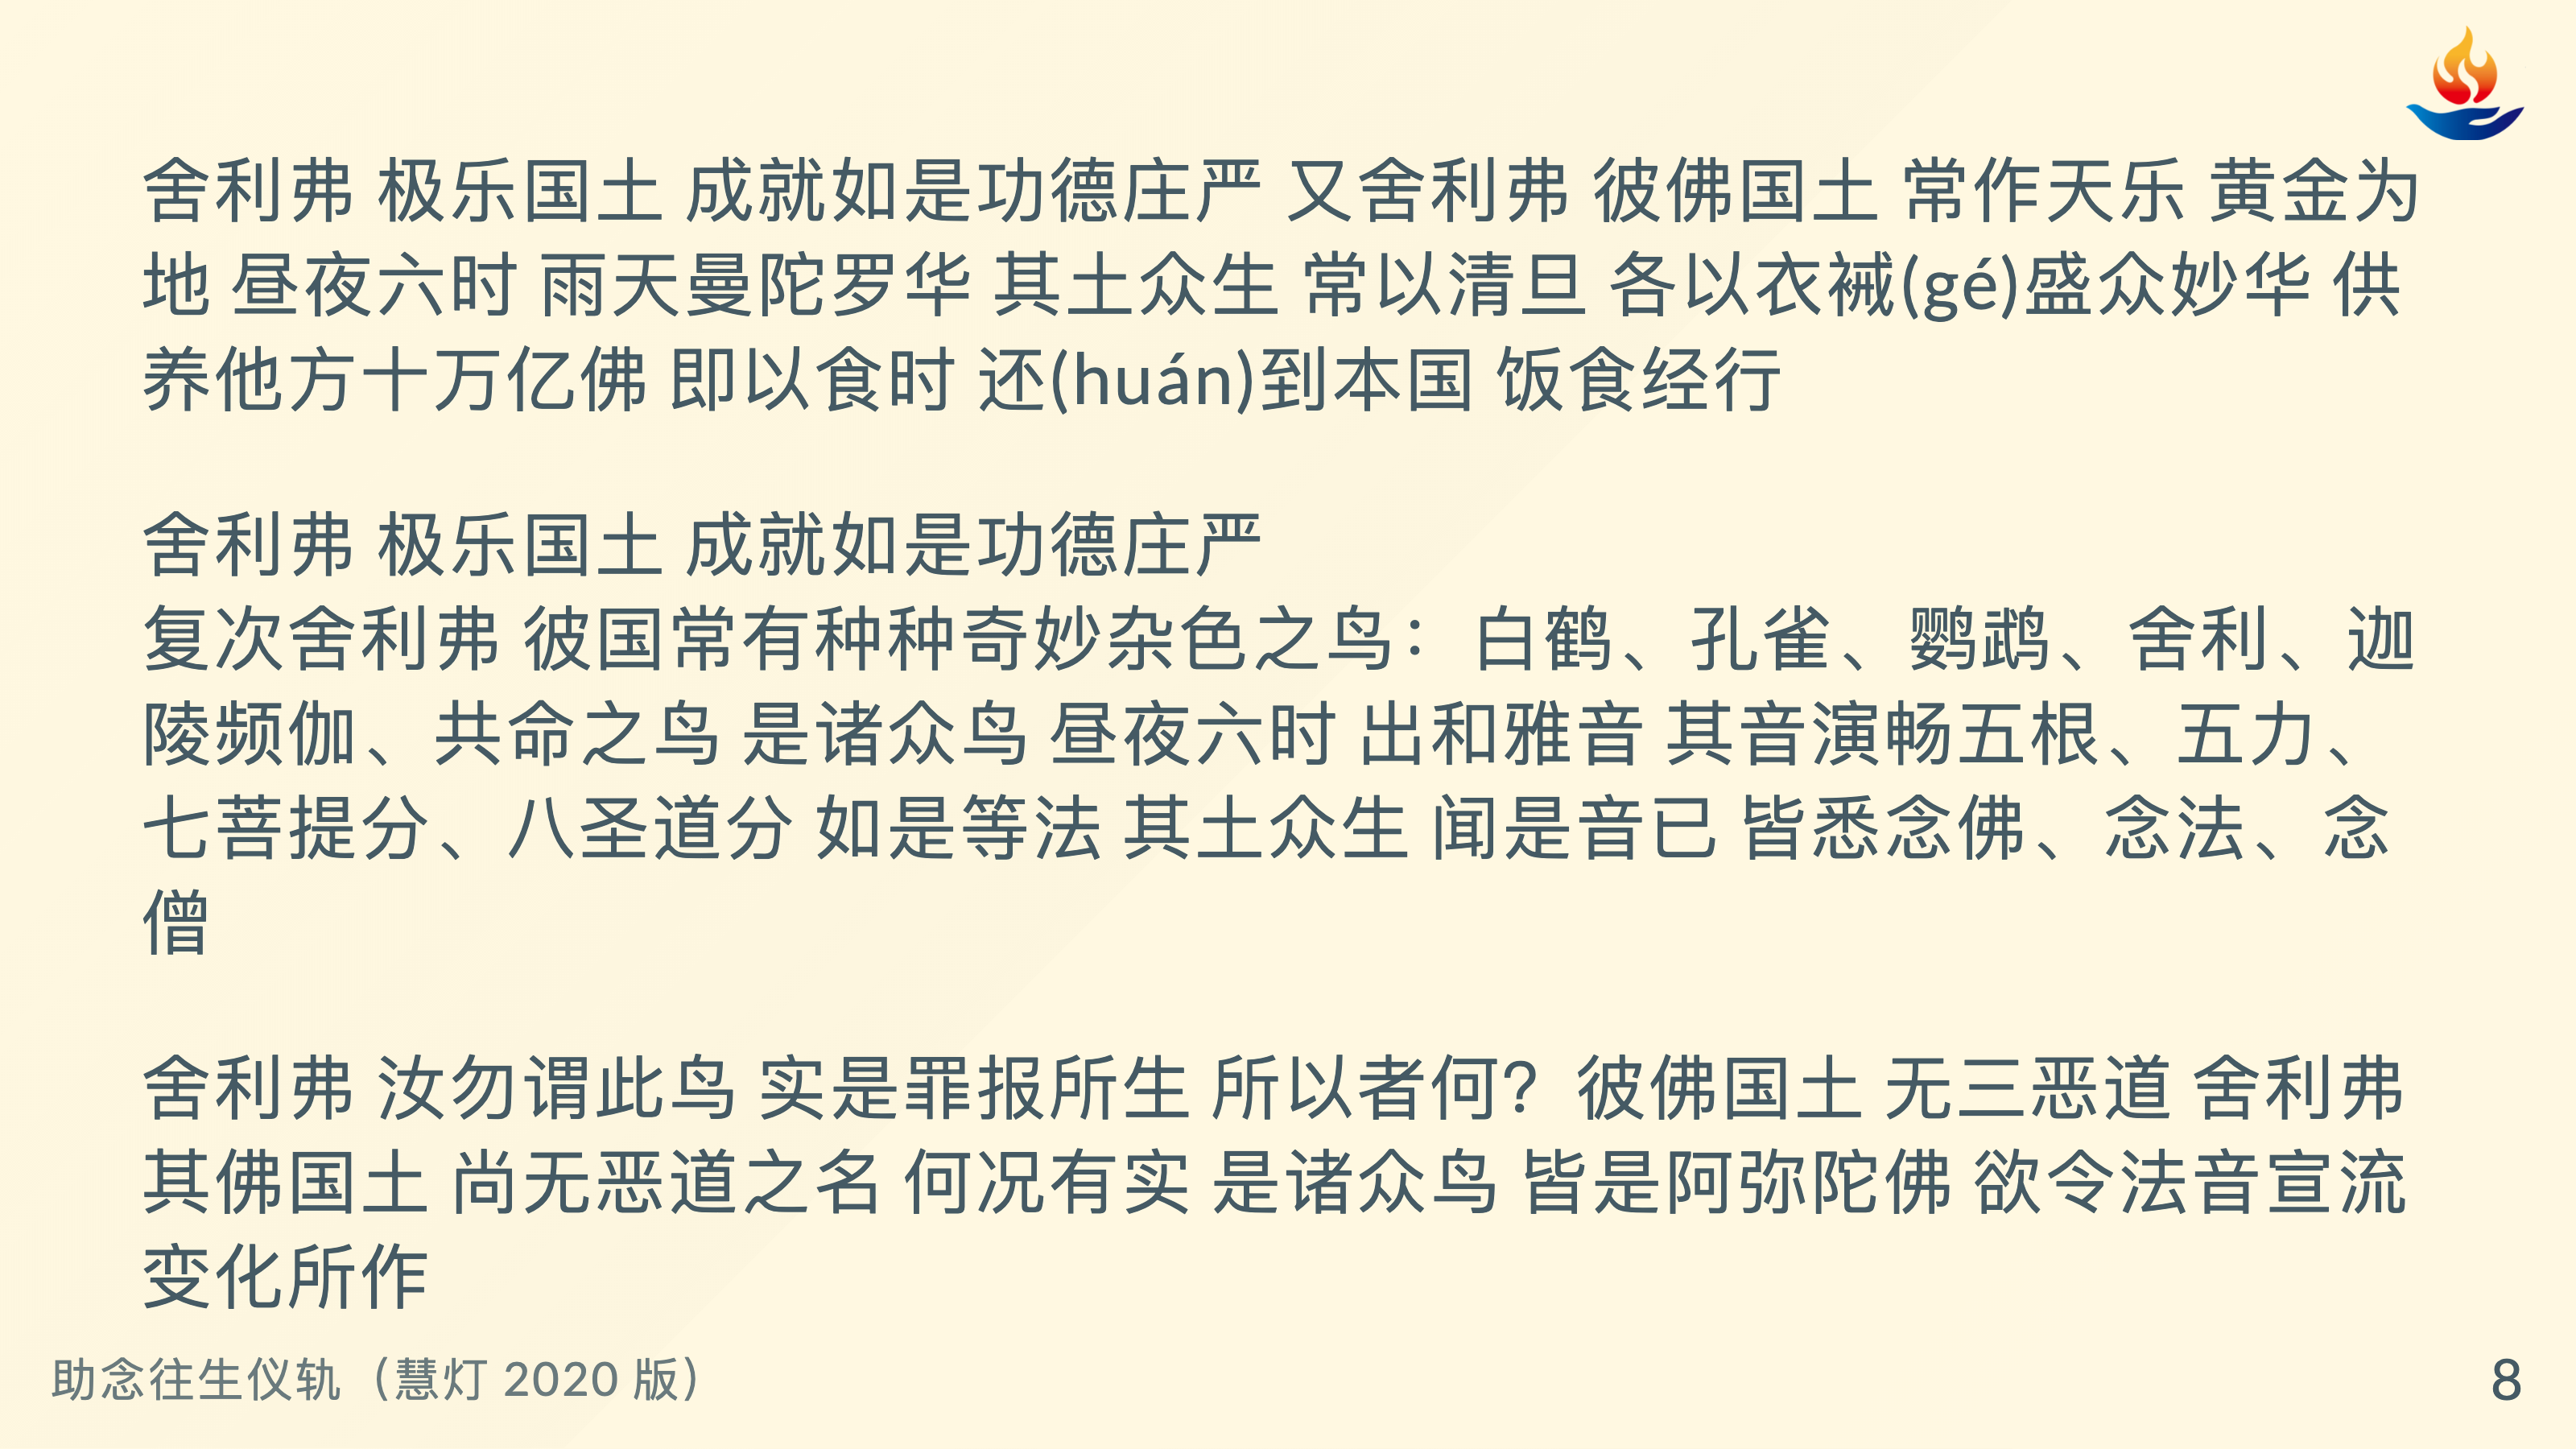 舍利弗 极乐国土 成就如是功德庄严 又舍利弗 彼佛国土 常作天乐 黄金为
地 昼夜六时 雨天曼陀罗华 其土众生 常以清旦 各以衣裓(gé)盛众妙华 供
养他方十万亿佛 即以食时 还(huán)到本国 饭食经行
舍利弗 极乐国土 成就如是功德庄严
复次舍利弗 彼国常有种种奇妙杂色之鸟：白鹤、孔雀、鹦鹉、舍利、迦
陵频伽、共命之鸟 是诸众鸟 昼夜六时 出和雅音 其音演畅五根、五力、
七菩提分、八圣道分 如是等法 其土众生 闻是音已 皆悉念佛、念法、念
僧
舍利弗 汝勿谓此鸟 实是罪报所生 所以者何？彼佛国土 无三恶道 舍利弗
其佛国土 尚无恶道之名 何况有实 是诸众鸟 皆是阿弥陀佛 欲令法音宣流
变化所作
助念往生仪轨（慧灯 2020 版）
8